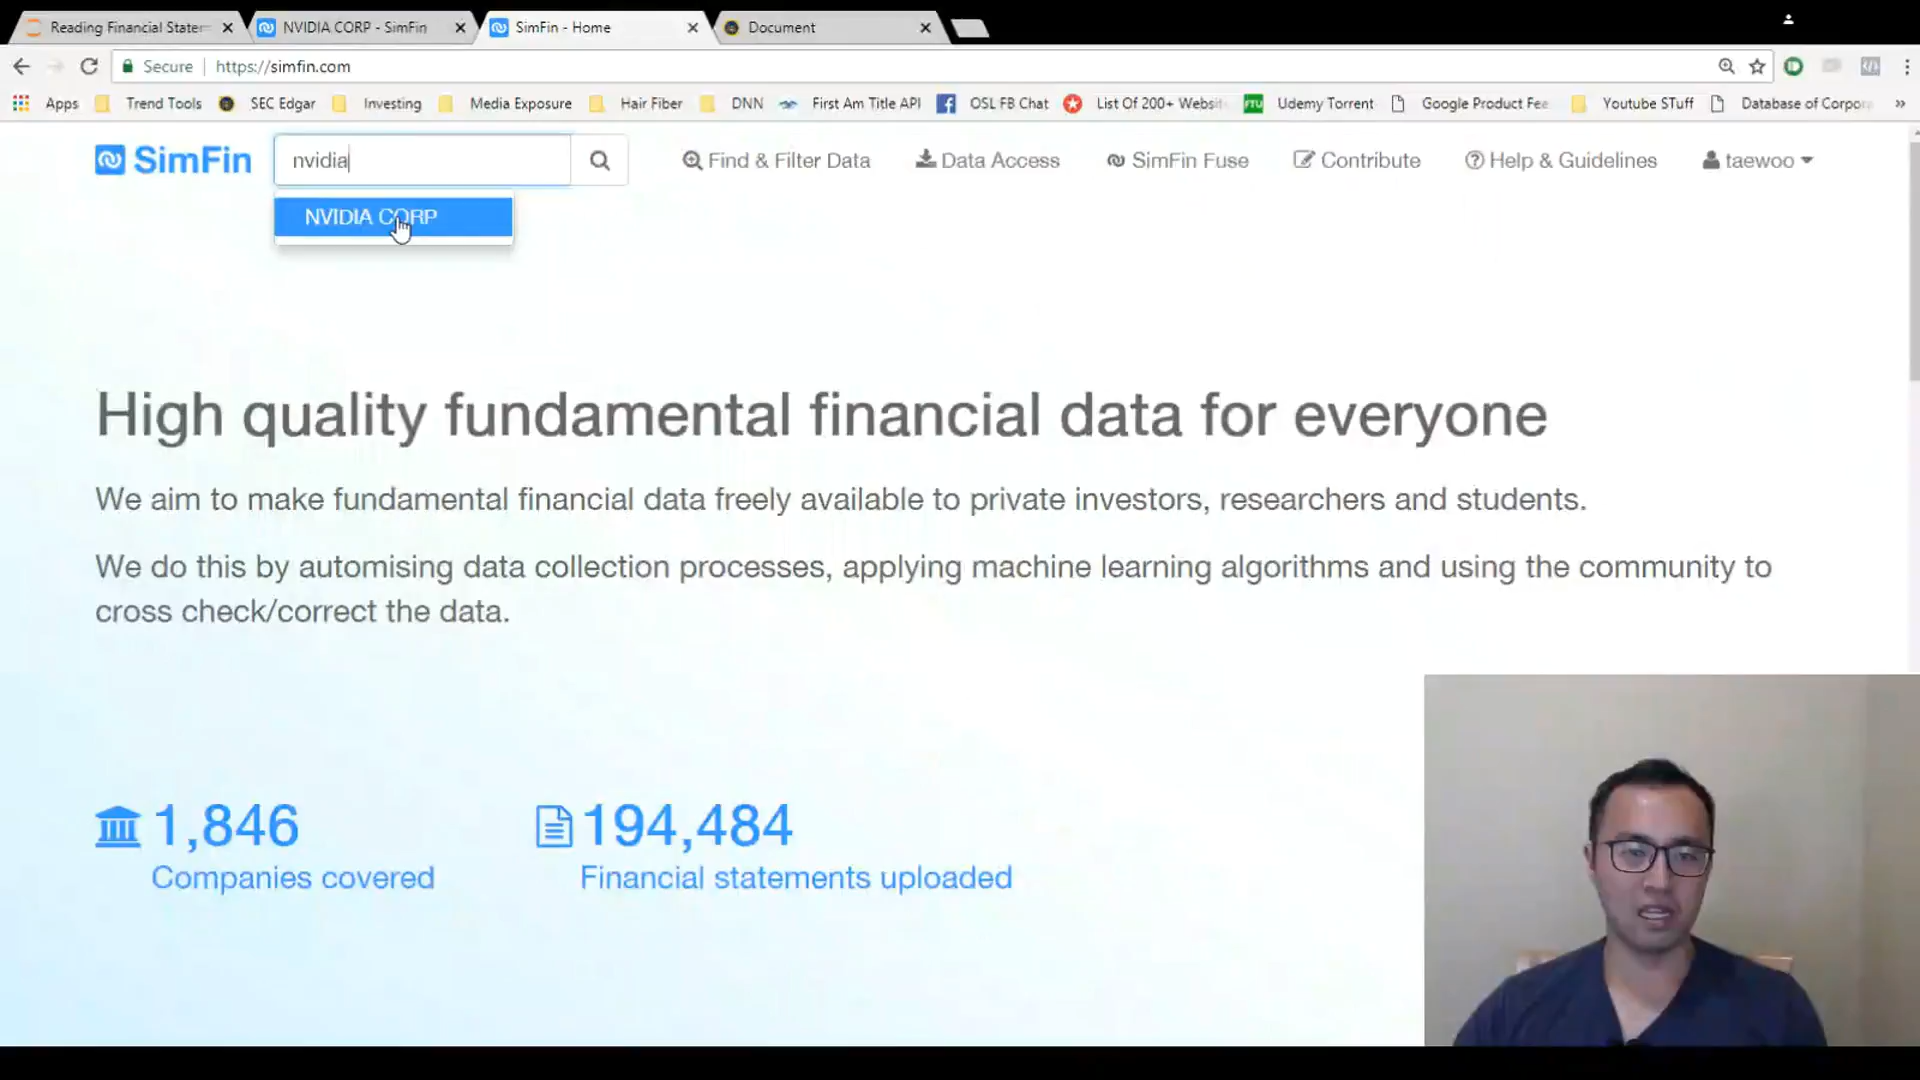 Reading Financial Statem
NVIDIA CORP - SimFin
SimFin - Home
Document
Secure
https://simfin.com
Apps
Trend Tools
SEC Edgar
Investing
Media Exposure
Hair Fiber
DNN
First Am Title API
OSL FB Chat
List Of 200+ Websit
Udemy Torrent
Google Product Fee
Youtube STuff
Database of Corpora
»
SimFin
nvidia
Find & Filter Data
Data Access
SimFin Fuse
Contribute
Help & Guidelines
taewoo
NVIDIA CORP
High quality fundamental financial data for everyone
We aim to make fundamental financial data freely available to private investors, researchers and students.
We do this by automising data collection processes, applying machine learning algorithms and using the community to
cross check/correct the data.
1,846
Companies covered
194,484
Financial statements uploaded